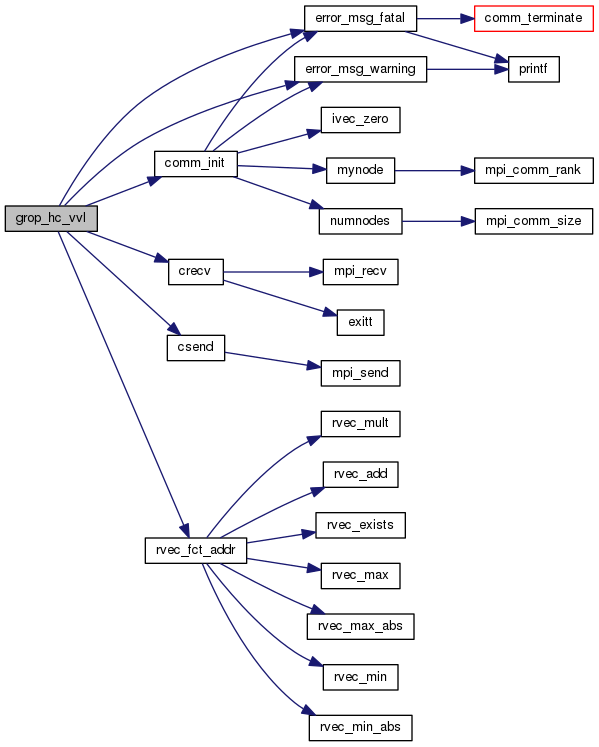 error_msg_fatal
comm_terminate
error_msg_warning
printf
ivec_zero
comm_init
mynode
mpi_comm_rank
grop_hc_vvl
numnodes
mpi_comm_size
crecv
mpi_recv
exitt
csend
mpi_send
rvec_mult
rvec_add
rvec_exists
rvec_fct_addr
rvec_max
rvec_max_abs
rvec_min
rvec_min_abs